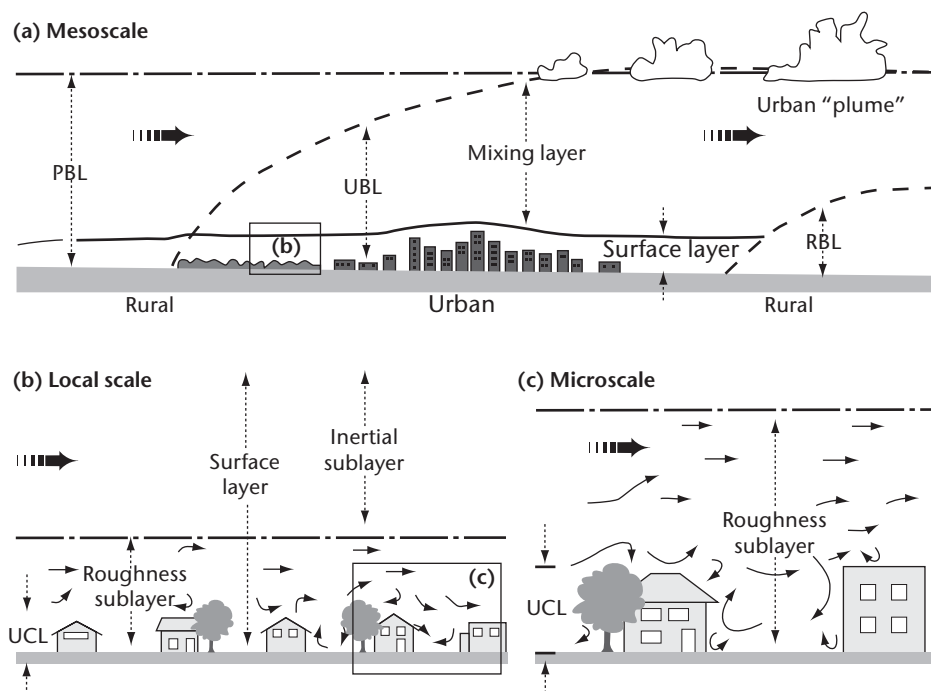 (a) Mesoscale
Urban “plume”
Mixing layer
PBL
UBL
(b)
Surface layer
RBL
Rural
Urban
Rural
(b) Local scale
Inertial
sublayer
Surface
layer
Roughness
sublayer
(c)
UCL
(c) Microscale
Roughness
sublayer
UCL